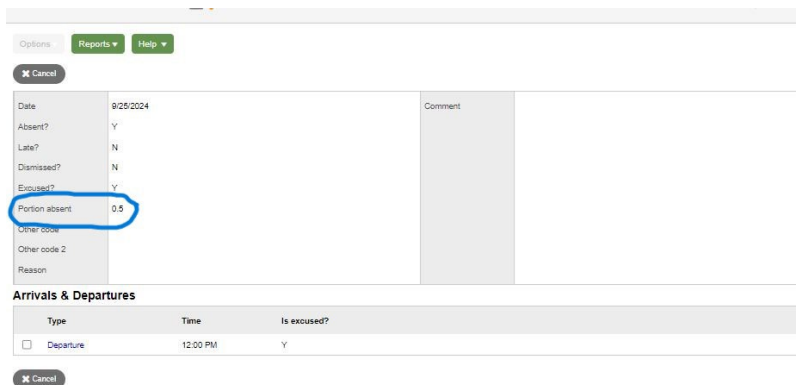 Options Reports ▾ Help ▾
✖ Cancel
Date 9/25/2024 Comment
Absent? Y
Late? N
Dismissed? N
Excused? Y
Portion absent 0.5
Other code
Other code 2
Reason
Arrivals & Departures
Type Time Is excused?
Departure 12:00 PM Y
✖ Cancel